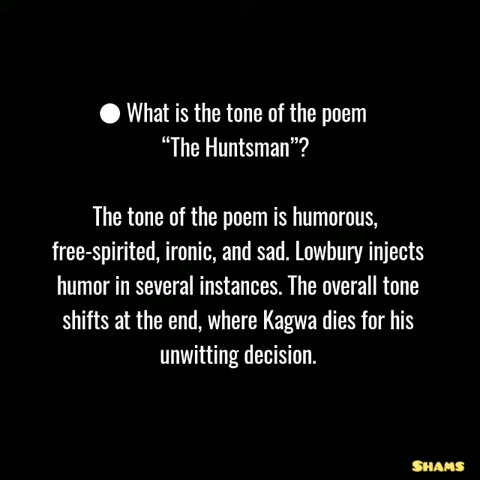 ● What is the tone of the poem
“The Huntsman”?
The tone of the poem is humorous,
free-spirited, ironic, and sad. Lowbury injects
humor in several instances. The overall tone
shifts at the end, where Kagwa dies for his
unwitting decision.
SHAMS